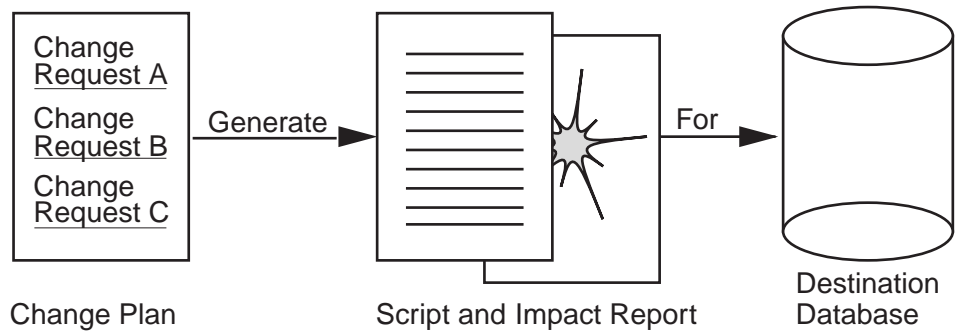 Change
Request A
Change
Request B
Change
Request C
Generate
For
Change Plan
Script and Impact Report
Destination
Database